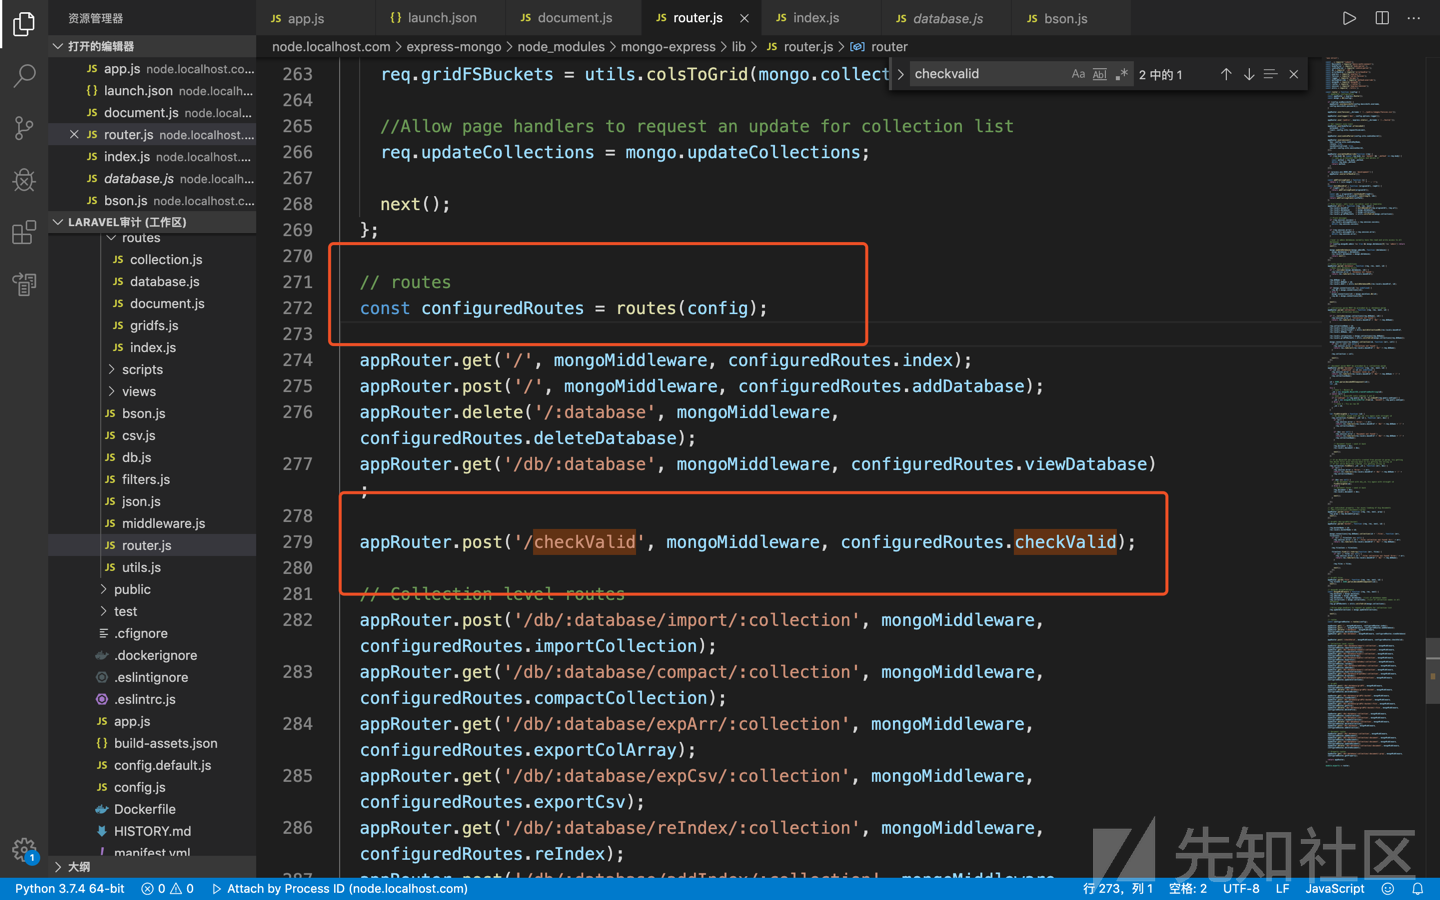 资源管理器
JS app.js
{ } launch.json
JS document.js
JS router.js
JS index.js
JS database.js
JS bson.js
打开的编辑器
JS app.js node.localhost.co...
{ } launch.json node.localh...
JS document.js node.localh...
JS router.js node.localhost....
JS index.js node.localhost....
JS database.js node.localh...
JS bson.js node.localhost.c...
LARAVEL审计 (工作区)
routes
JS collection.js
JS database.js
JS document.js
JS gridfs.js
JS index.js
scripts
views
JS bson.js
JS csv.js
JS db.js
JS filters.js
JS json.js
JS middleware.js
JS router.js
JS utils.js
public
test
.cfignore
.dockerignore
.eslintignore
.eslintrc.js
JS app.js
{ } build-assets.json
JS config.default.js
JS config.js
Dockerfile
HISTORY.md
! manifest.yml
大纲
node.localhost.com > express-mongo > node_modules > mongo-express > lib > JS router.js > router
checkvalid Aa Abl .* 2 中的 1
263 req.gridFSBuckets = utils.colsToGrid(mongo.collect
264
265 //Allow page handlers to request an update for collection list
266 req.updateCollections = mongo.updateCollections;
267
268 next();
269 };
270
271 // routes
272 const configuredRoutes = routes(config);
273
274 appRouter.get('/', mongoMiddleware, configuredRoutes.index);
275 appRouter.post('/', mongoMiddleware, configuredRoutes.addDatabase);
276 appRouter.delete('/:database', mongoMiddleware,
configuredRoutes.deleteDatabase);
277 appRouter.get('/db/:database', mongoMiddleware, configuredRoutes.viewDatabase)
;
278
279 appRouter.post('/checkValid', mongoMiddleware, configuredRoutes.checkValid);
280
281 // Collection level routes
282 appRouter.post('/db/:database/import/:collection', mongoMiddleware,
configuredRoutes.importCollection);
283 appRouter.get('/db/:database/compact/:collection', mongoMiddleware,
configuredRoutes.compactCollection);
284 appRouter.get('/db/:database/expArr/:collection', mongoMiddleware,
configuredRoutes.exportColArray);
285 appRouter.get('/db/:database/expCsv/:collection', mongoMiddleware,
configuredRoutes.exportCsv);
286 appRouter.get('/db/:database/reIndex/:collection', mongoMiddleware,
configuredRoutes.reIndex);
287 appRouter.post('/db/:database/addIndex/:collection', mongoMiddleware,
先知社区
1
Python 3.7.4 64-bit
0 0
Attach by Process ID (node.localhost.com)
行 273，列 1
空格: 2
UTF-8
LF
JavaScript